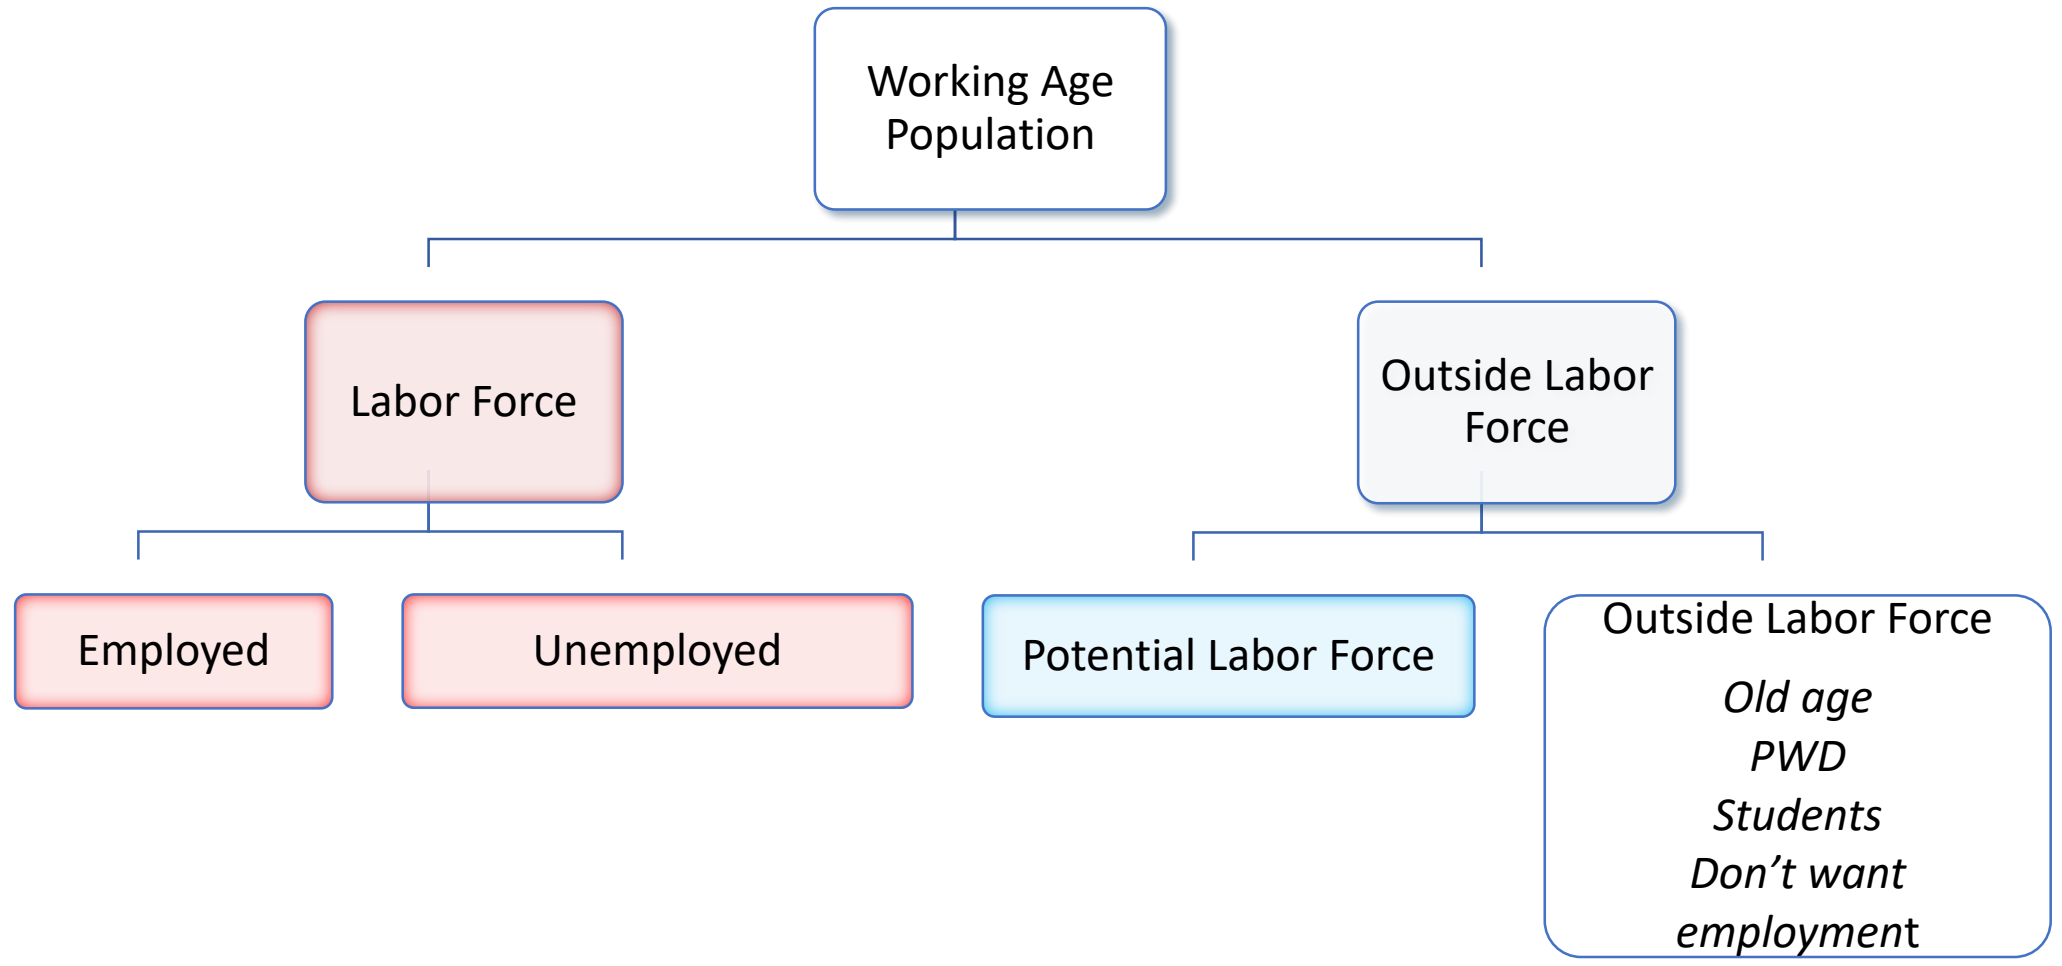 Working Age
Population
Labor Force
Outside Labor
Force
Employed
Unemployed
Potential Labor Force
Outside Labor Force
Old age
PWD
Students
Don’t want
employment